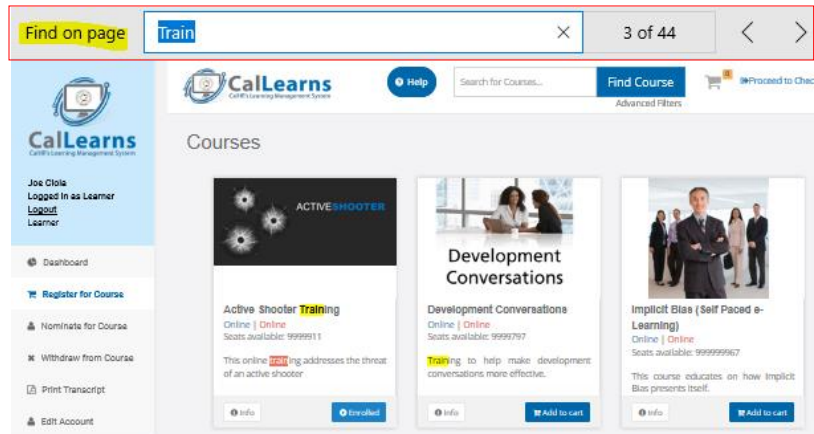 Find on page Train 3 of 44
CalLearns
CalHR's Learning Management System
Help
Search for Courses...
Find Course
Advanced Filters
Proceed to Chec
CalLearns
CalHR's Learning Management System
Joe Ciola
Logged in as Learner
Logout
Learner
Dashboard
Register for Course
Nominate for Course
Withdraw from Course
Print Transcript
Edit Account
Courses
ACTIVESHOOTER
Active Shooter Training
Online | Online
Seats available: 9999911
This online training addresses the threat
of an active shooter
Info
Enrolled
Development
Conversations
Development Conversations
Online | Online
Seats available: 9999797
Training to help make development
conversations more effective.
Info
Add to cart
Implicit Bias (Self Paced e-
Learning)
Online | Online
Seats available: 999999967
This course educates on how Implicit
Bias presents itself.
Info
Add to cart